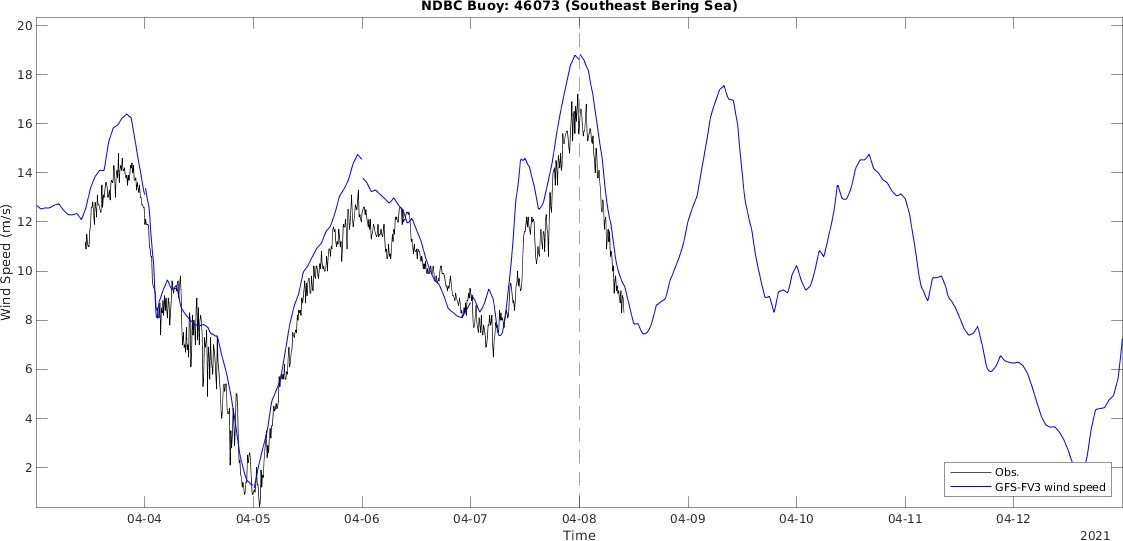 NDBC Buoy: 46073 (Southeast Bering Sea)
Wind Speed (m/s)
20
18
16
14
12
10
8
6
4
2
Obs.
GFS-FV3 wind speed
04-04 04-05 04-06 04-07 04-08 04-09 04-10 04-11 04-12
Time
2021